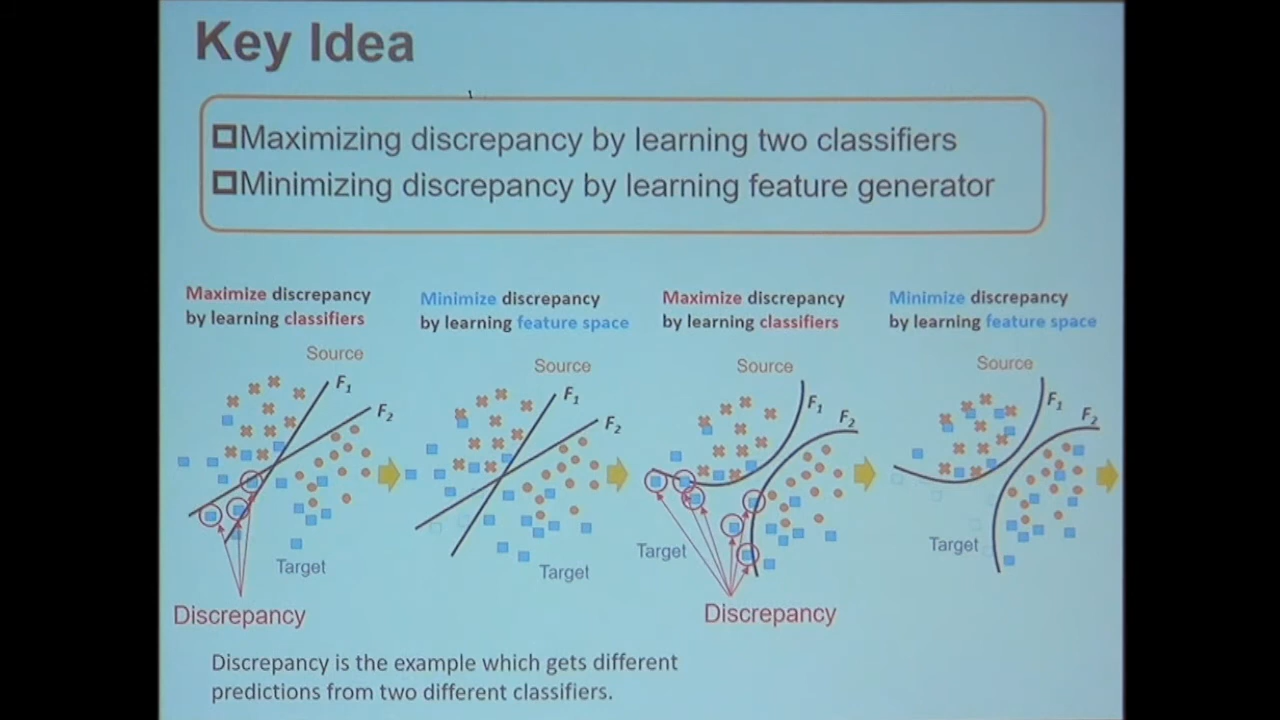 Key Idea
Maximizing discrepancy by learning two classifiers
Minimizing discrepancy by learning feature generator
Maximize discrepancy
by learning classifiers
Minimize discrepancy
by learning feature space
Maximize discrepancy
by learning classifiers
Minimize discrepancy
by learning feature space
Source
F1
F2
Target
Discrepancy
Source
F1
F2
Target
Source
F1
F2
Target
Discrepancy
Source
F1
F2
Target
Discrepancy is the example which gets different
predictions from two different classifiers.